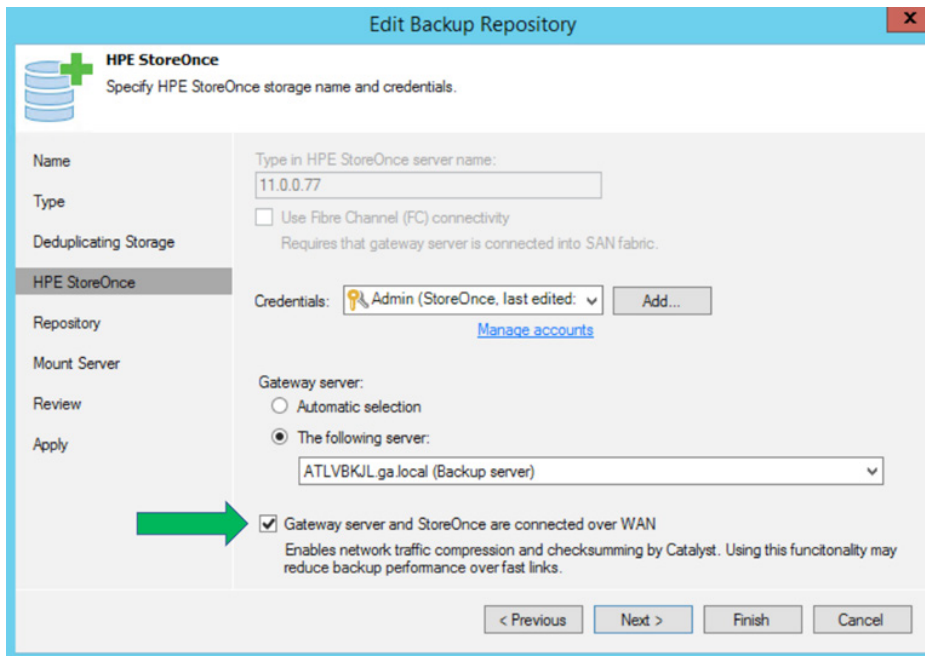 Edit Backup Repository
X
HPE StoreOnce
Specify HPE StoreOnce storage name and credentials.
Name
Type
Deduplicating Storage
HPE StoreOnce
Repository
Mount Server
Review
Apply
Type in HPE StoreOnce server name:
11.0.0.77
Use Fibre Channel (FC) connectivity
Requires that gateway server is connected into SAN fabric.
Credentials:
Admin (StoreOnce, last edited:
Add...
Manage accounts
Gateway server:
Automatic selection
The following server:
ATLVBKJL.ga.local (Backup server)
Gateway server and StoreOnce are connected over WAN
Enables network traffic compression and checksumming by Catalyst. Using this funcitonality may
reduce backup performance over fast links.
< Previous
Next >
Finish
Cancel